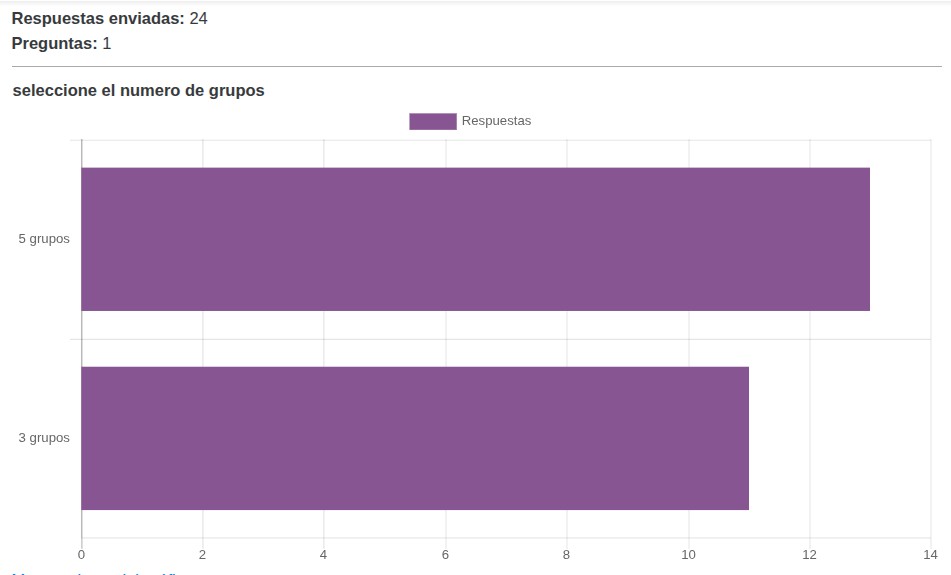 Respuestas enviadas: 24
Preguntas: 1
seleccione el numero de grupos
Respuestas
5 grupos
3 grupos
0 2 4 6 8 10 12 14